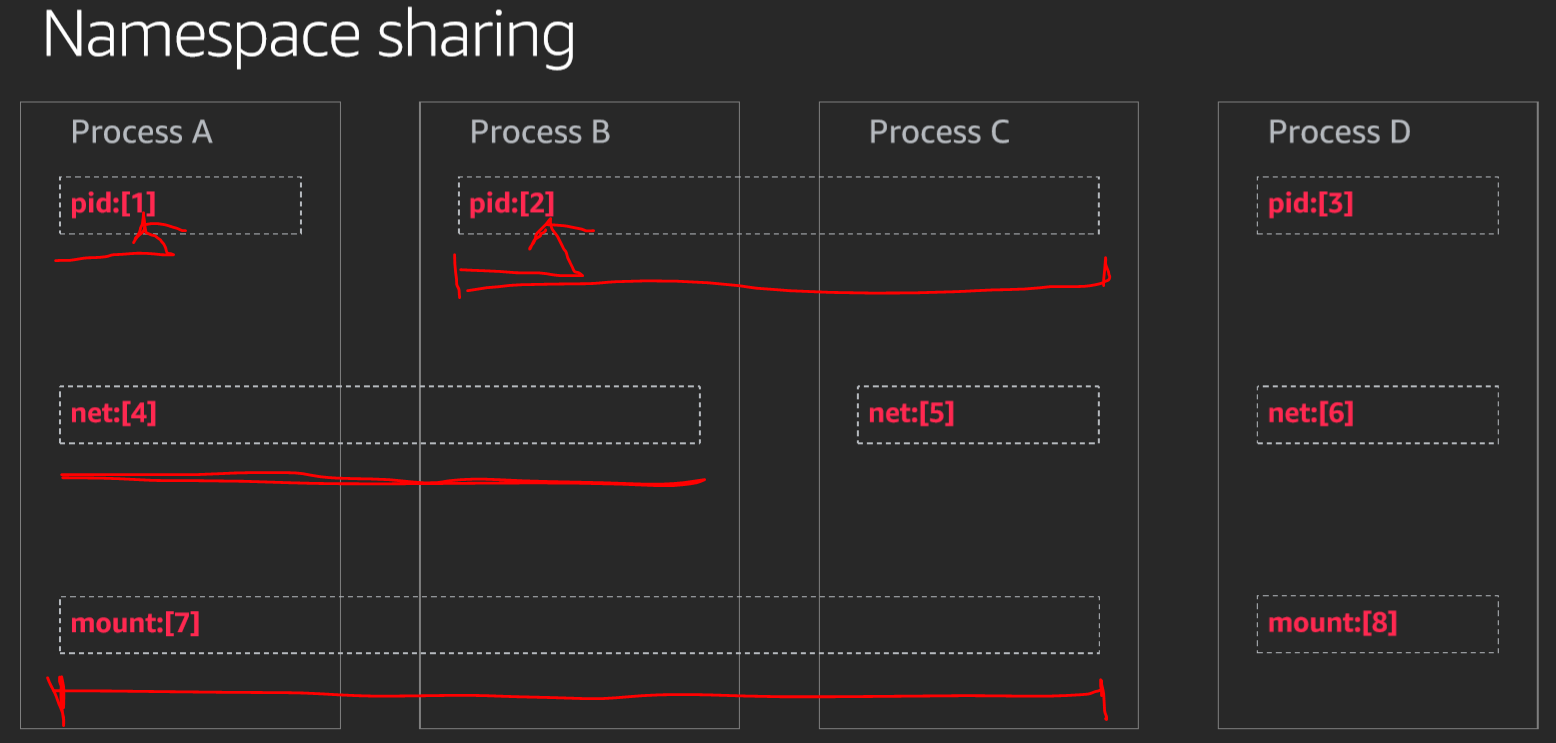 Namespace sharing
Process A
Process B
Process C
Process D
pid:[1]
pid:[2]
pid:[3]
net:[4]
net:[5]
net:[6]
mount:[7]
mount:[8]